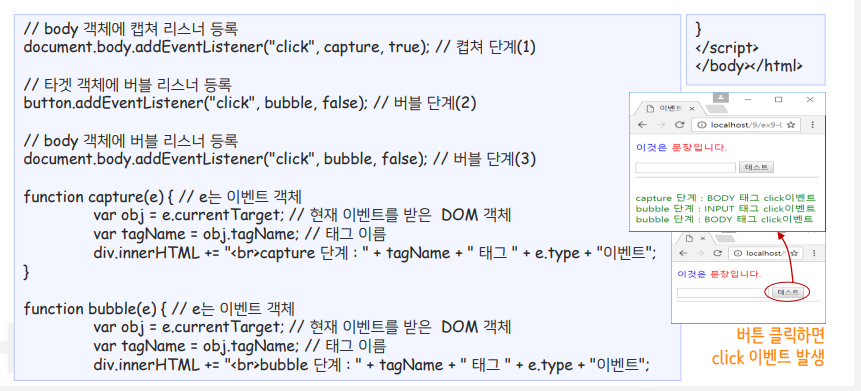 // body 객체에 캡쳐 리스너 등록
document.body.addEventListener("click", capture, true); // 켑쳐 단계(1)
// 타겟 객체에 버블 리스너 등록
button.addEventListener("click", bubble, false); // 버블 단계(2)
// body 객체에 버블 리스너 등록
document.body.addEventListener("click", bubble, false); // 버블 단계(3)
function capture(e) { // e는 이벤트 객체
var obj = e.currentTarget; // 현재 이벤트를 받은 DOM 객체
var tagName = obj.tagName; // 태그 이름
div.innerHTML += "<br>capture 단계 : " + tagName + " 태그 " + e.type + "이벤트";
}
function bubble(e) { // e는 이벤트 객체
var obj = e.currentTarget; // 현재 이벤트를 받은 DOM 객체
var tagName = obj.tagName; // 태그 이름
div.innerHTML += "<br>bubble 단계 : " + tagName + " 태그 " + e.type + "이벤트";
}
</script>
</body></html>
이벤트
localhost/9/ex9-
이것은 문장입니다.
테스트
capture 단계 : BODY 태그 click이벤트
bubble 단계 : INPUT 태그 click이벤트
bubble 단계 : BODY 태그 click이벤트
localhost/
이것은 문장입니다.
테스트
버튼 클릭하면
click 이벤트 발생